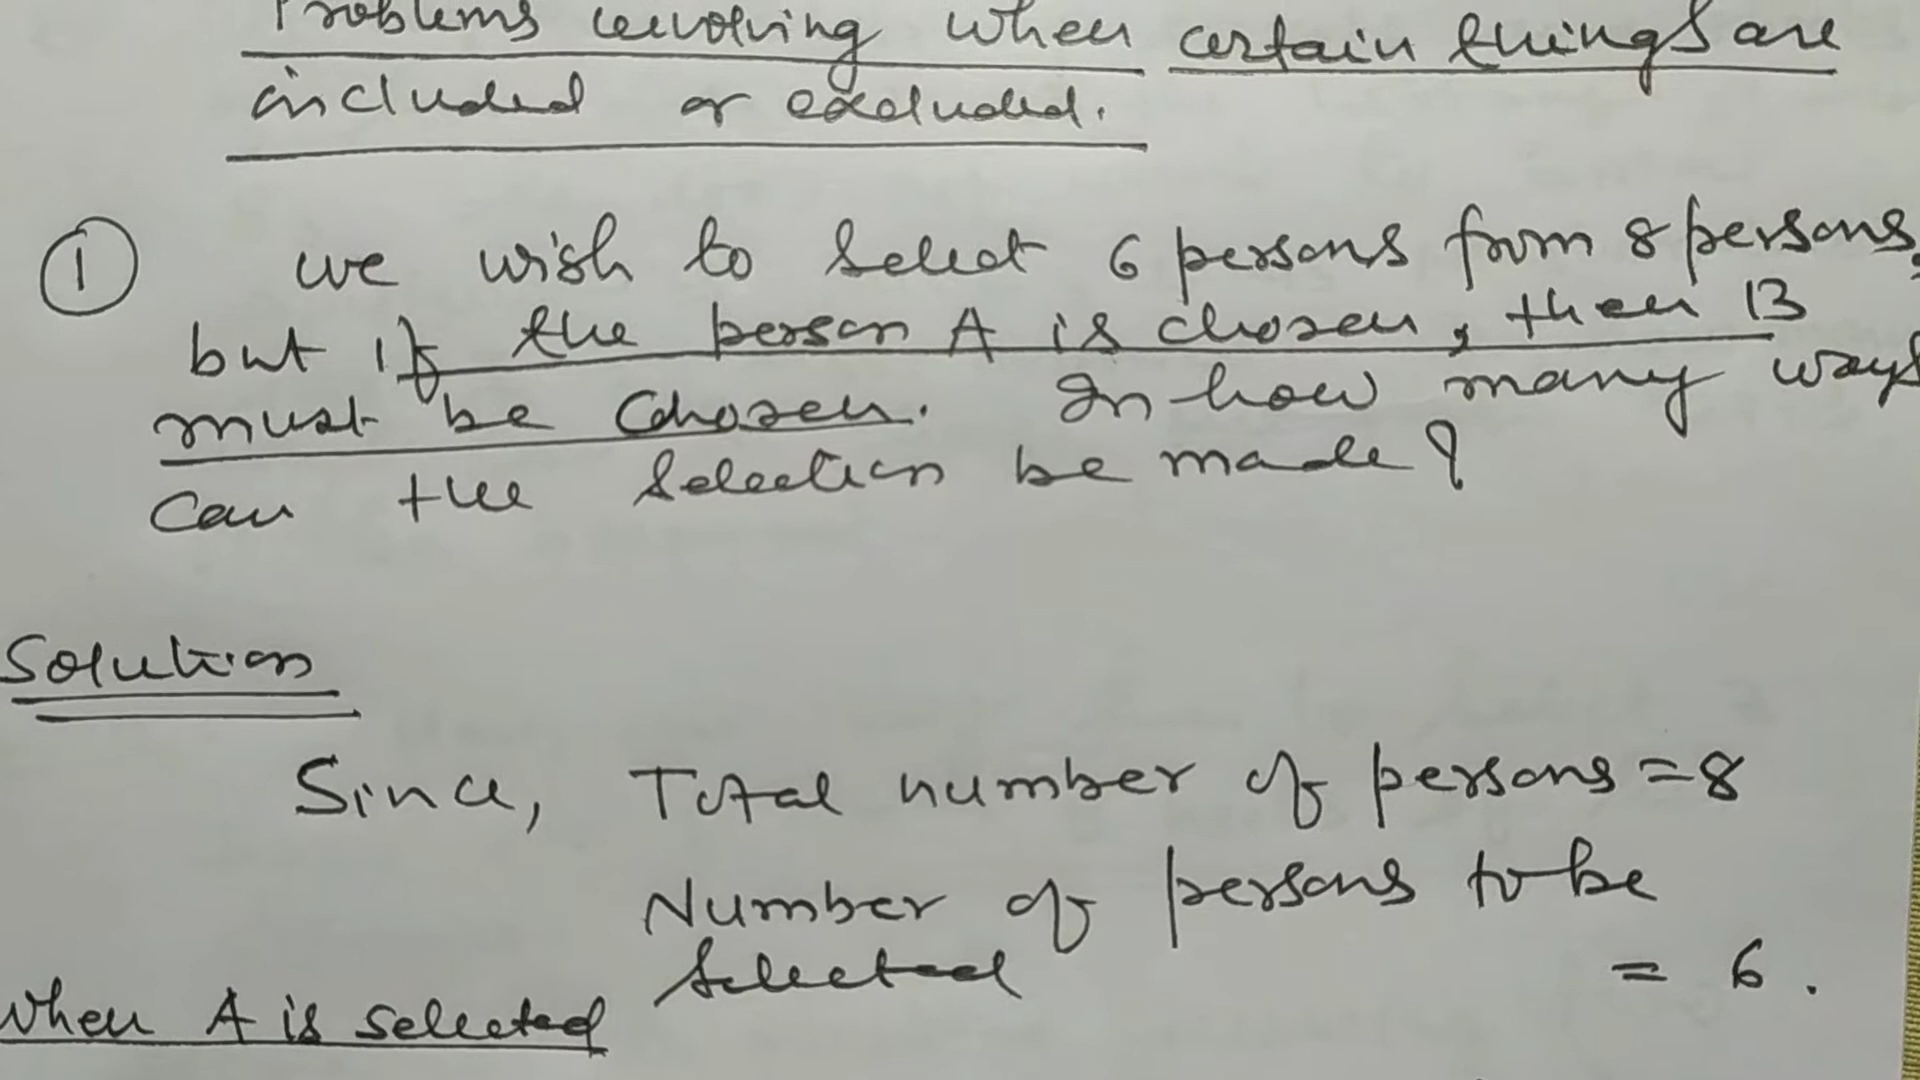 Problems involving when certain things are
included or excluded.
① we wish to select 6 persons from 8 persons,
but if the person A is chosen, then B
must be chosen. In how many ways
can the selection be made?
Solution
Since, Total number of persons = 8
Number of persons to be
selected = 6.
when A is selected